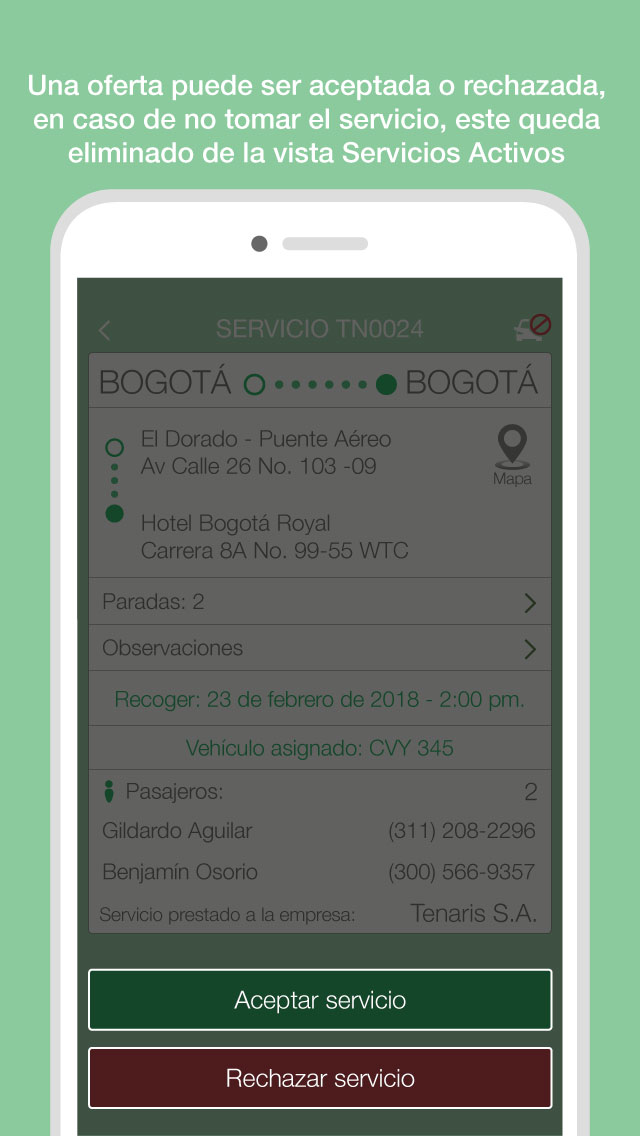 Una oferta puede ser aceptada o rechazada,
en caso de no tomar el servicio, este queda
eliminado de la vista Servicios Activos
SERVICIO TN0024
BOGOTÁ BOGOTÁ
El Dorado - Puente Aéreo
Av Calle 26 No. 103 -09
Mapa
Hotel Bogotá Royal
Carrera 8A No. 99-55 WTC
Paradas: 2
Observaciones
Recoger: 23 de febrero de 2018 - 2:00 pm.
Vehículo asignado: CVY 345
Pasajeros: 2
Gildardo Aguilar (311) 208-2296
Benjamín Osorio (300) 566-9357
Servicio prestado a la empresa: Tenaris S.A.
Aceptar servicio
Rechazar servicio